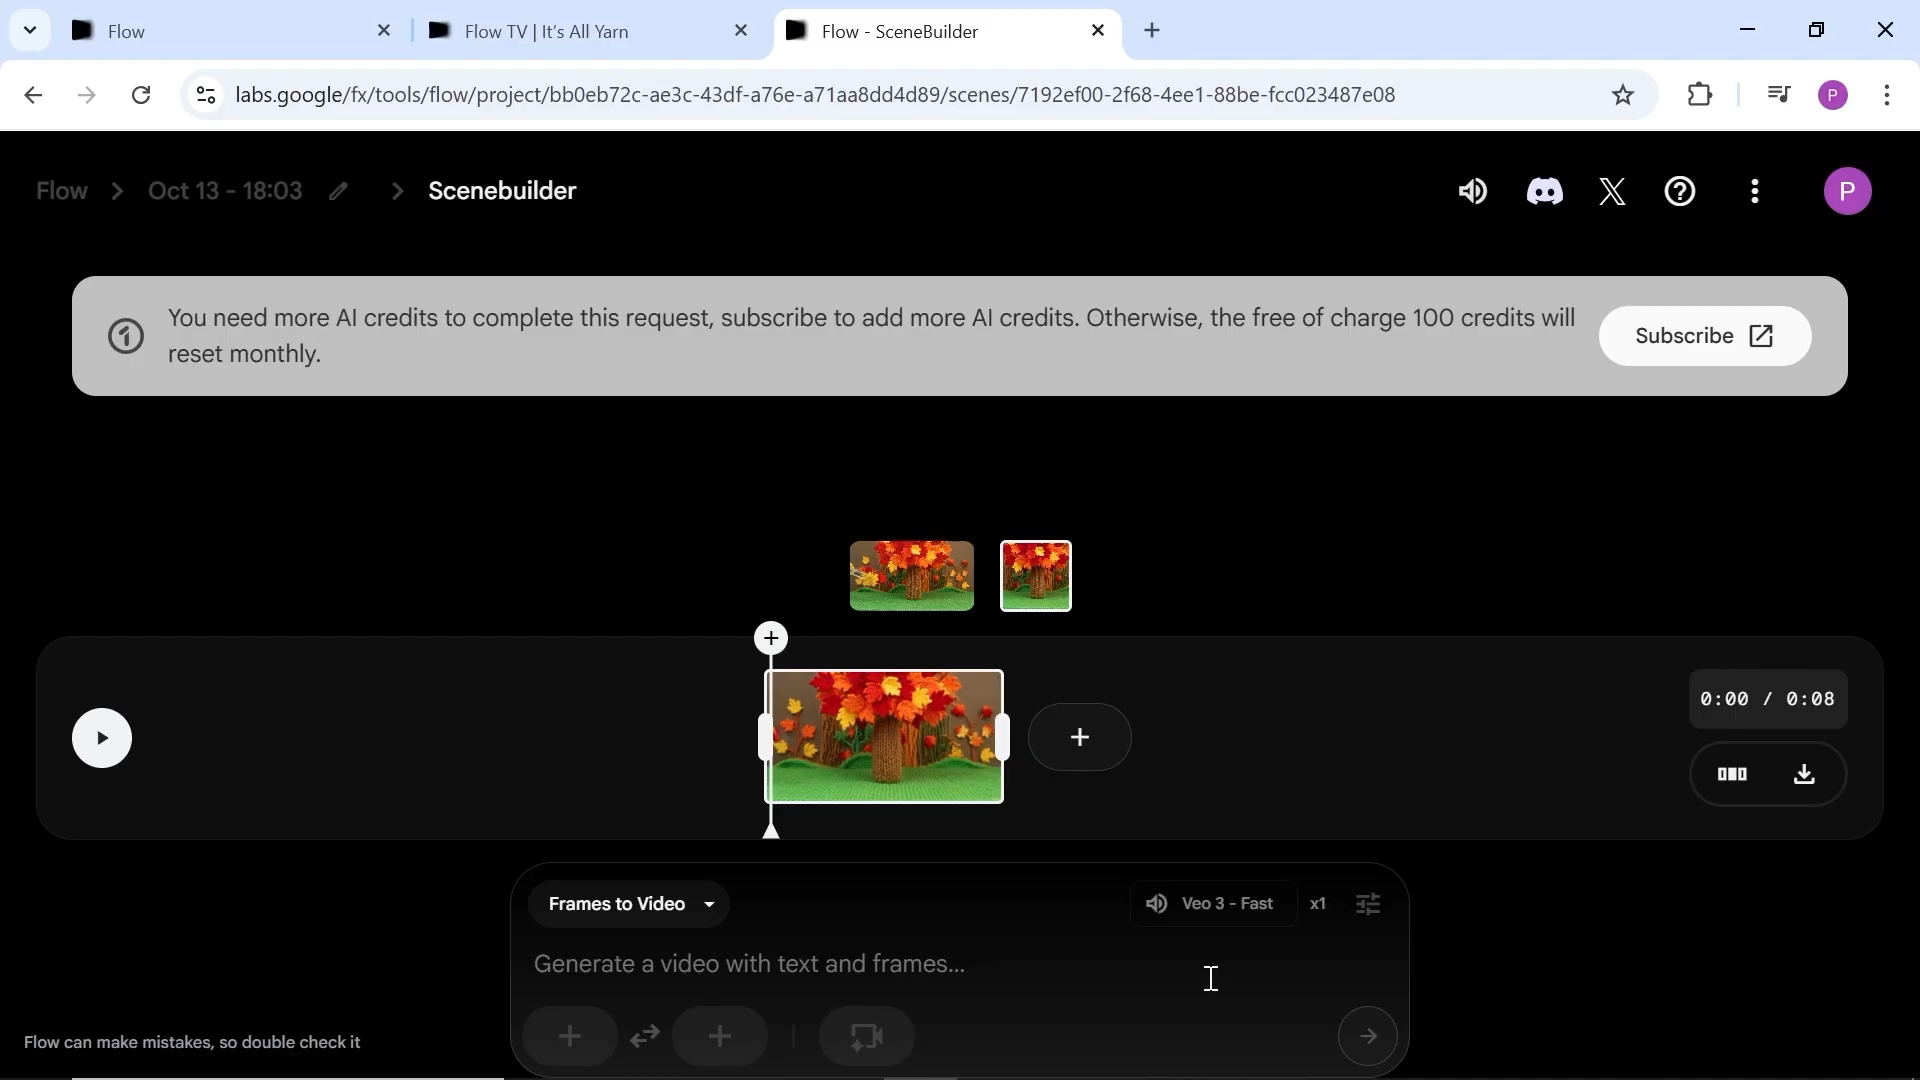 Flow
Flow TV | It's All Yarn
Flow - SceneBuilder
labs.google/fx/tools/flow/project/bb0eb72c-ae3c-43df-a76e-a71aa8dd4d89/scenes/7192ef00-2f68-4ee1-88be-fcc023487e08
P
Flow
Oct 13 - 18:03
Scenebuilder
P
You need more AI credits to complete this request, subscribe to add more AI credits. Otherwise, the free of charge 100 credits will
reset monthly.
Subscribe
0:00 / 0:08
Frames to Video
Veo 3 - Fast
x1
Generate a video with text and frames...
Flow can make mistakes, so double check it